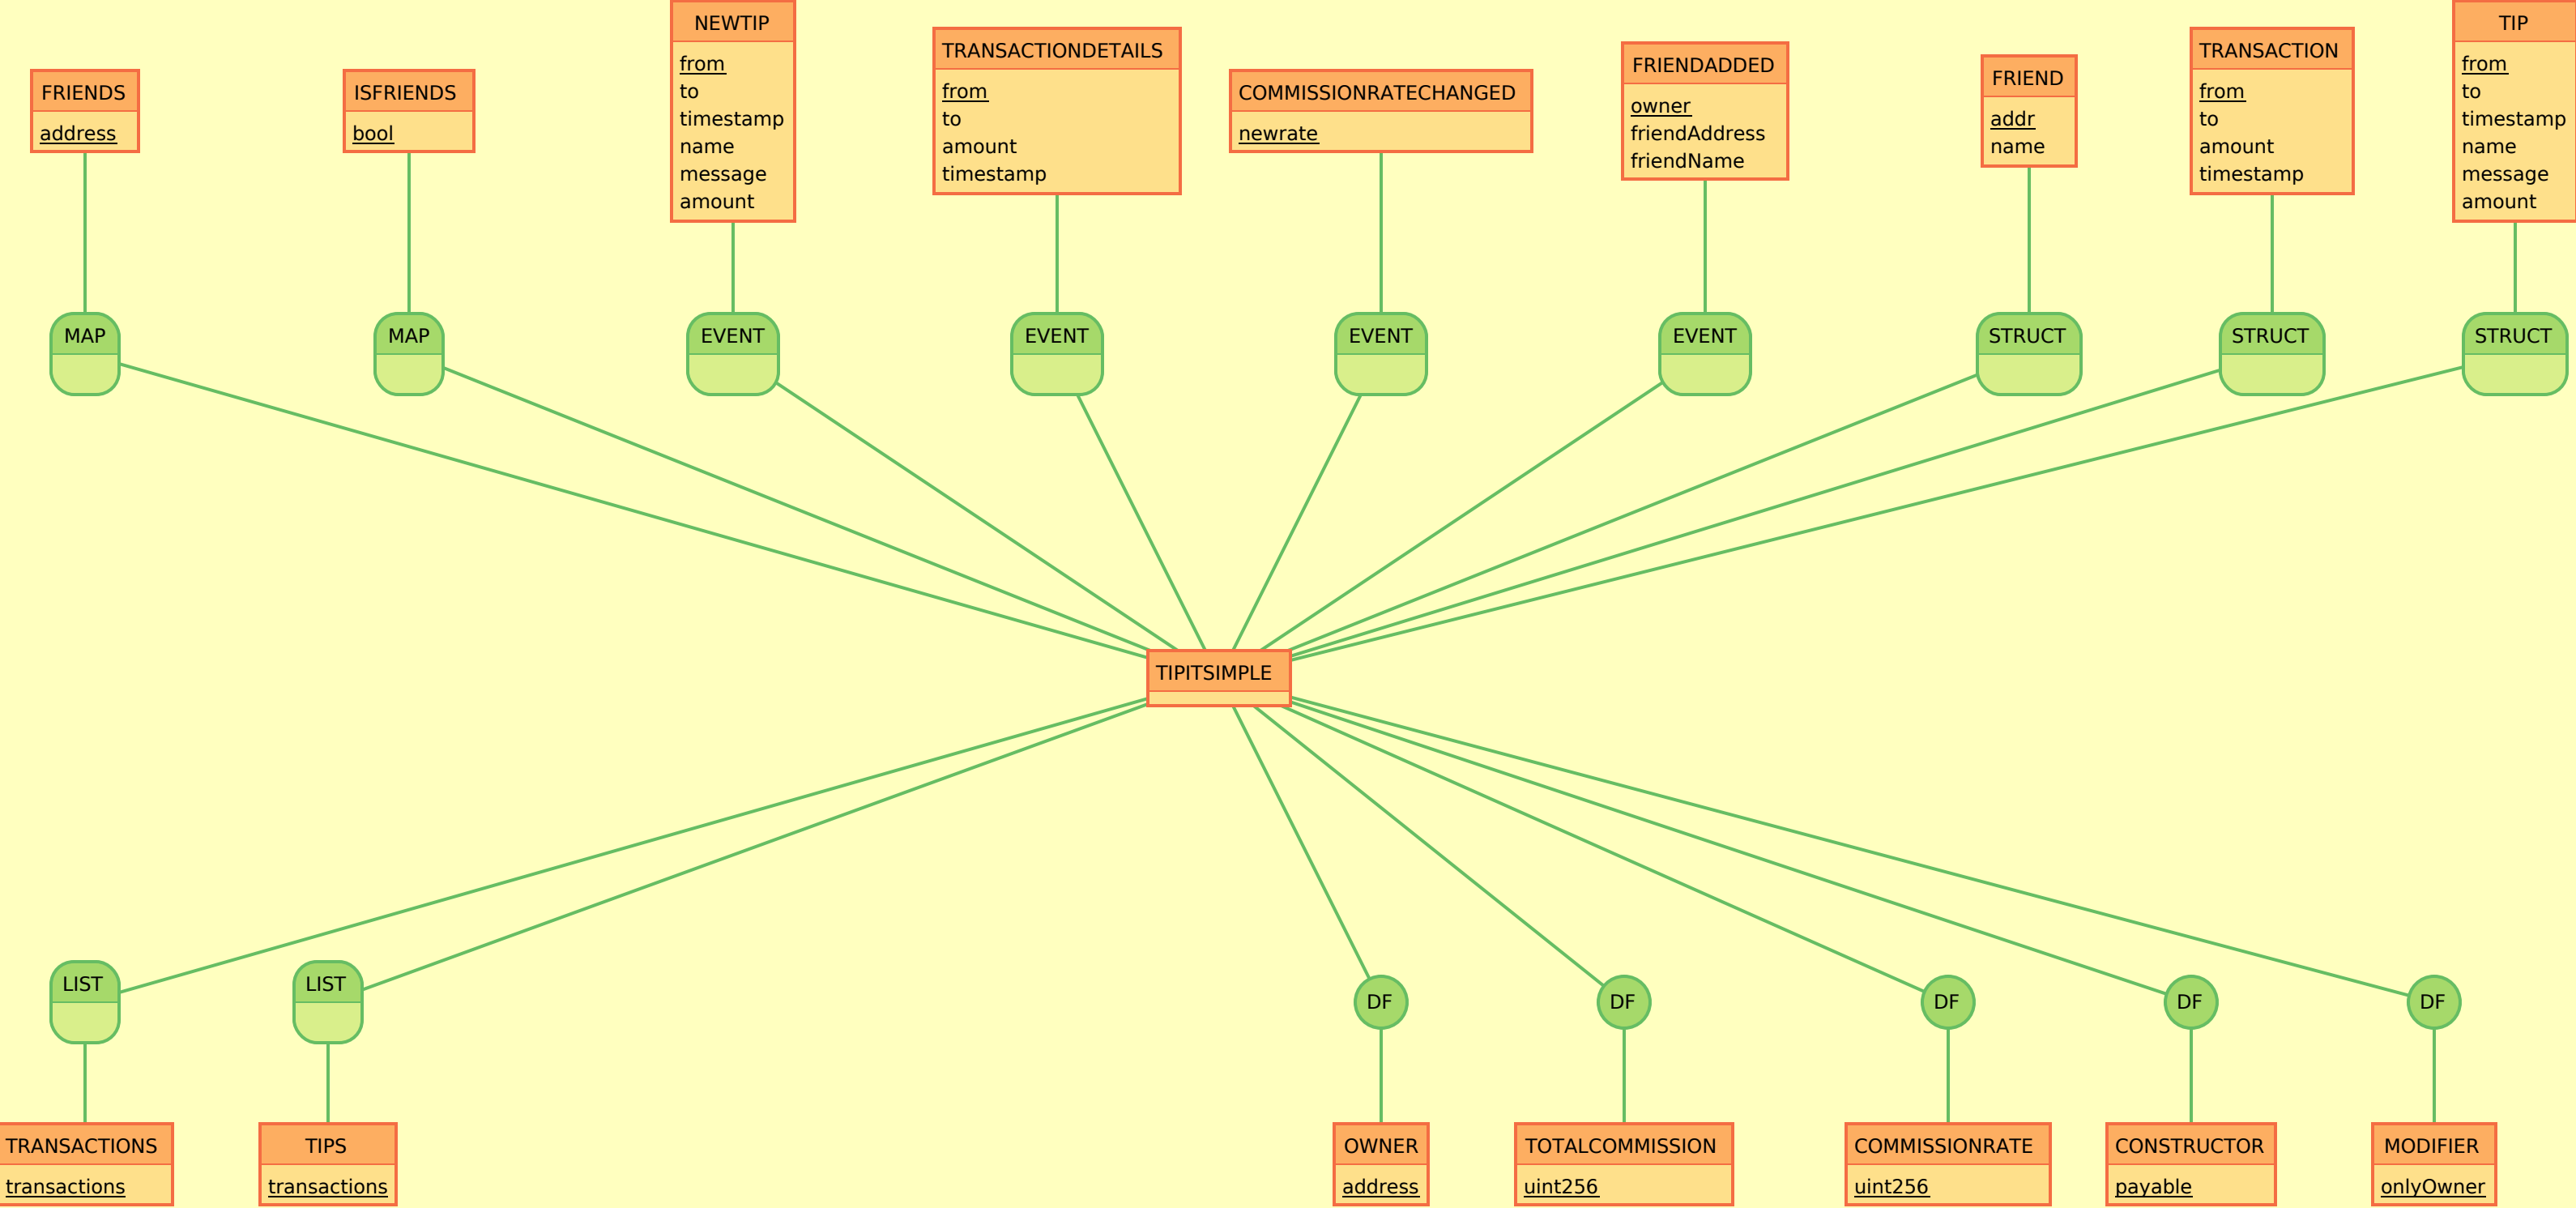 FRIENDS
address
ISFRIENDS
bool
NEWTIP
from
to
timestamp
name
message
amount
TRANSACTIONDETAILS
from
to
amount
timestamp
COMMISSIONRATECHANGED
newrate
FRIENDADDED
owner
friendAddress
friendName
FRIEND
addr
name
TRANSACTION
from
to
amount
timestamp
TIP
from
to
timestamp
name
message
amount
MAP
MAP
EVENT
EVENT
EVENT
EVENT
STRUCT
STRUCT
STRUCT
TIPITSIMPLE
LIST
LIST
DF
DF
DF
DF
DF
TRANSACTIONS
transactions
TIPS
transactions
OWNER
address
TOTALCOMMISSION
uint256
COMMISSIONRATE
uint256
CONSTRUCTOR
payable
MODIFIER
onlyOwner